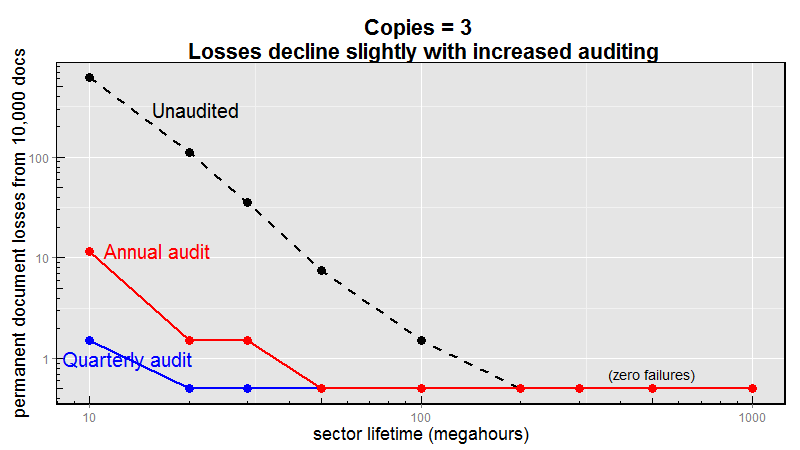 Copies = 3
Losses decline slightly with increased auditing
permanent document losses from 10,000 docs
Unaudited
100
Annual audit
10
Quarterly audit
1
(zero failures)
10
100
1000
sector lifetime (megahours)